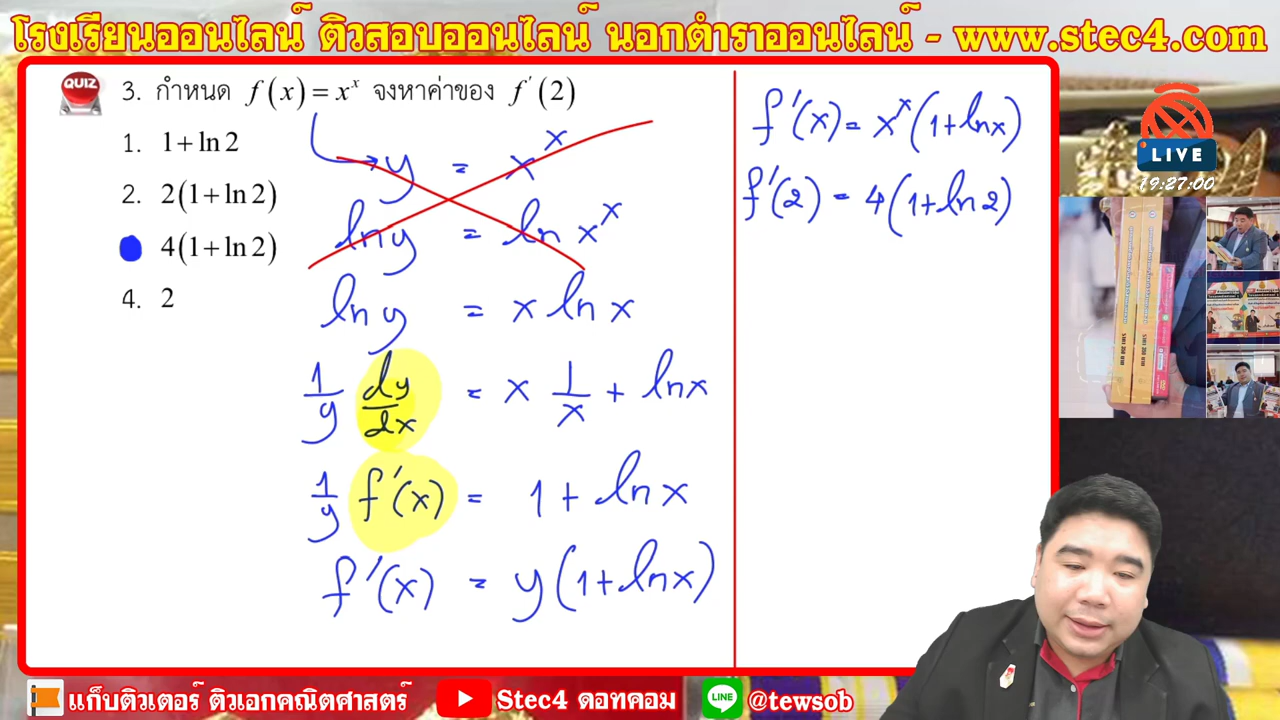 โรงเรียนออนไลน์ ติวสอบออนไลน์ นอกตำราออนไลน์ - www.stec4.com
QUIZ
3. กำหนด f(x) = x^x จงหาค่าของ f'(2)
1. 1 + ln 2
2. 2(1 + ln 2)
4(1 + ln 2)
4. 2
y = x^x
ln y = ln x^x
ln y = x ln x
1/y dy/dx = x 1/x + ln x
1/y f'(x) = 1 + ln x
f'(x) = y(1 + ln x)
f'(x) = x^x(1 + ln x)
f'(2) = 4(1 + ln 2)
LIVE
19:27:00
แก๊บติวเตอร์ ติวเอกคณิตศาสตร์
Stec4 ดอทคอม
LINE @tewsob